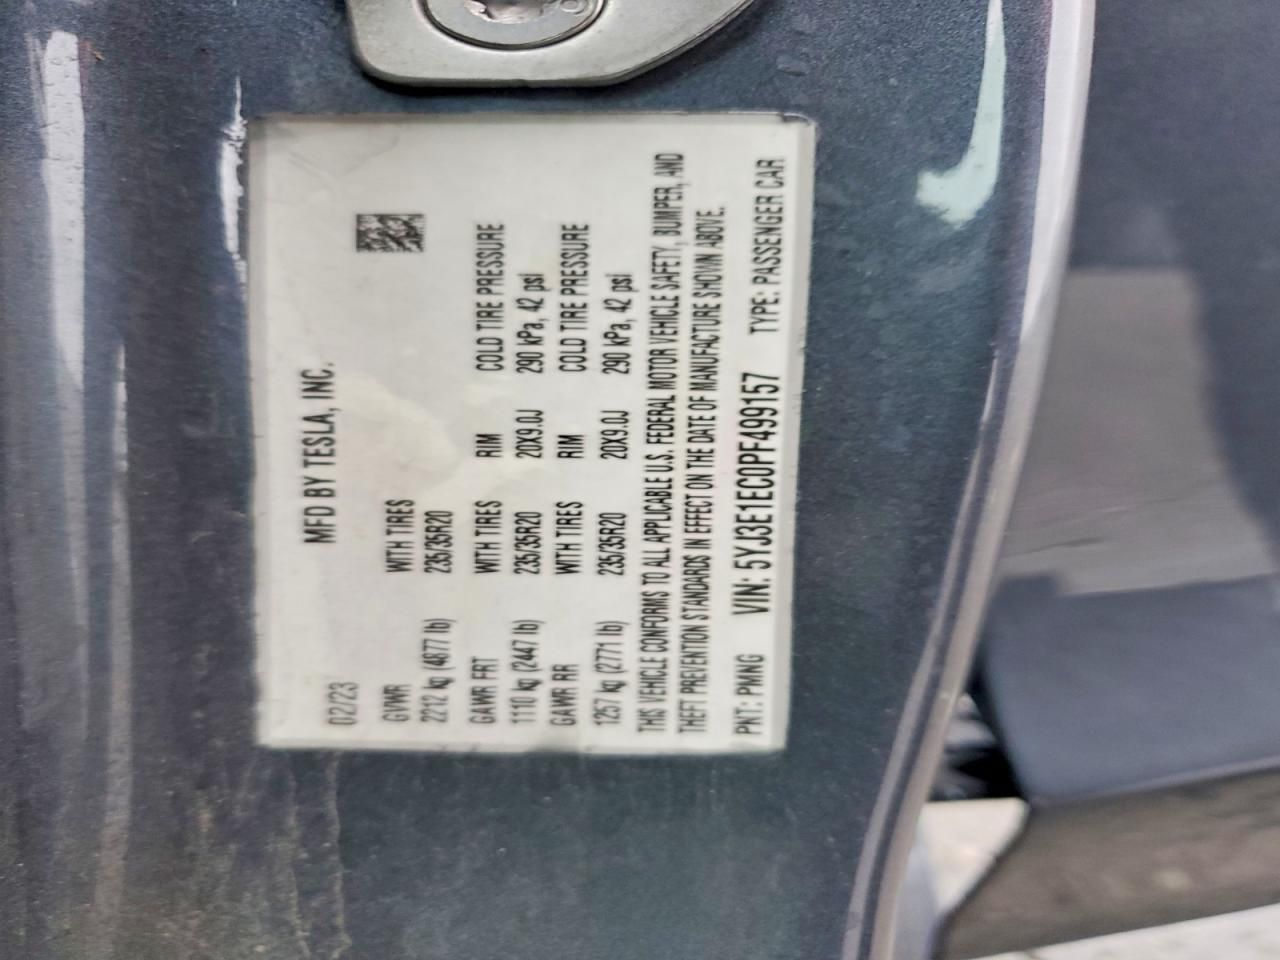 MFD BY TESLA, INC.
02/23
GVWR WITH TIRES
2212 kg (4877 lb) 235/35R20
GAWR FRT WITH TIRES RIM COLD TIRE PRESSURE
1110 kg (2447 lb) 235/35R20 20X9.0J 290 kPa, 42 psi
GAWR RR WITH TIRES RIM COLD TIRE PRESSURE
1257 kg (2771 lb) 235/35R20 20X9.0J 290 kPa, 42 psi
THIS VEHICLE CONFORMS TO ALL APPLICABLE U.S. FEDERAL MOTOR VEHICLE SAFETY, BUMPER, AND
THEFT PREVENTION STANDARDS IN EFFECT ON THE DATE OF MANUFACTURE SHOWN ABOVE.
PNT: PMNG VIN: 5YJ3E1EC0PF499157 TYPE: PASSENGER CAR